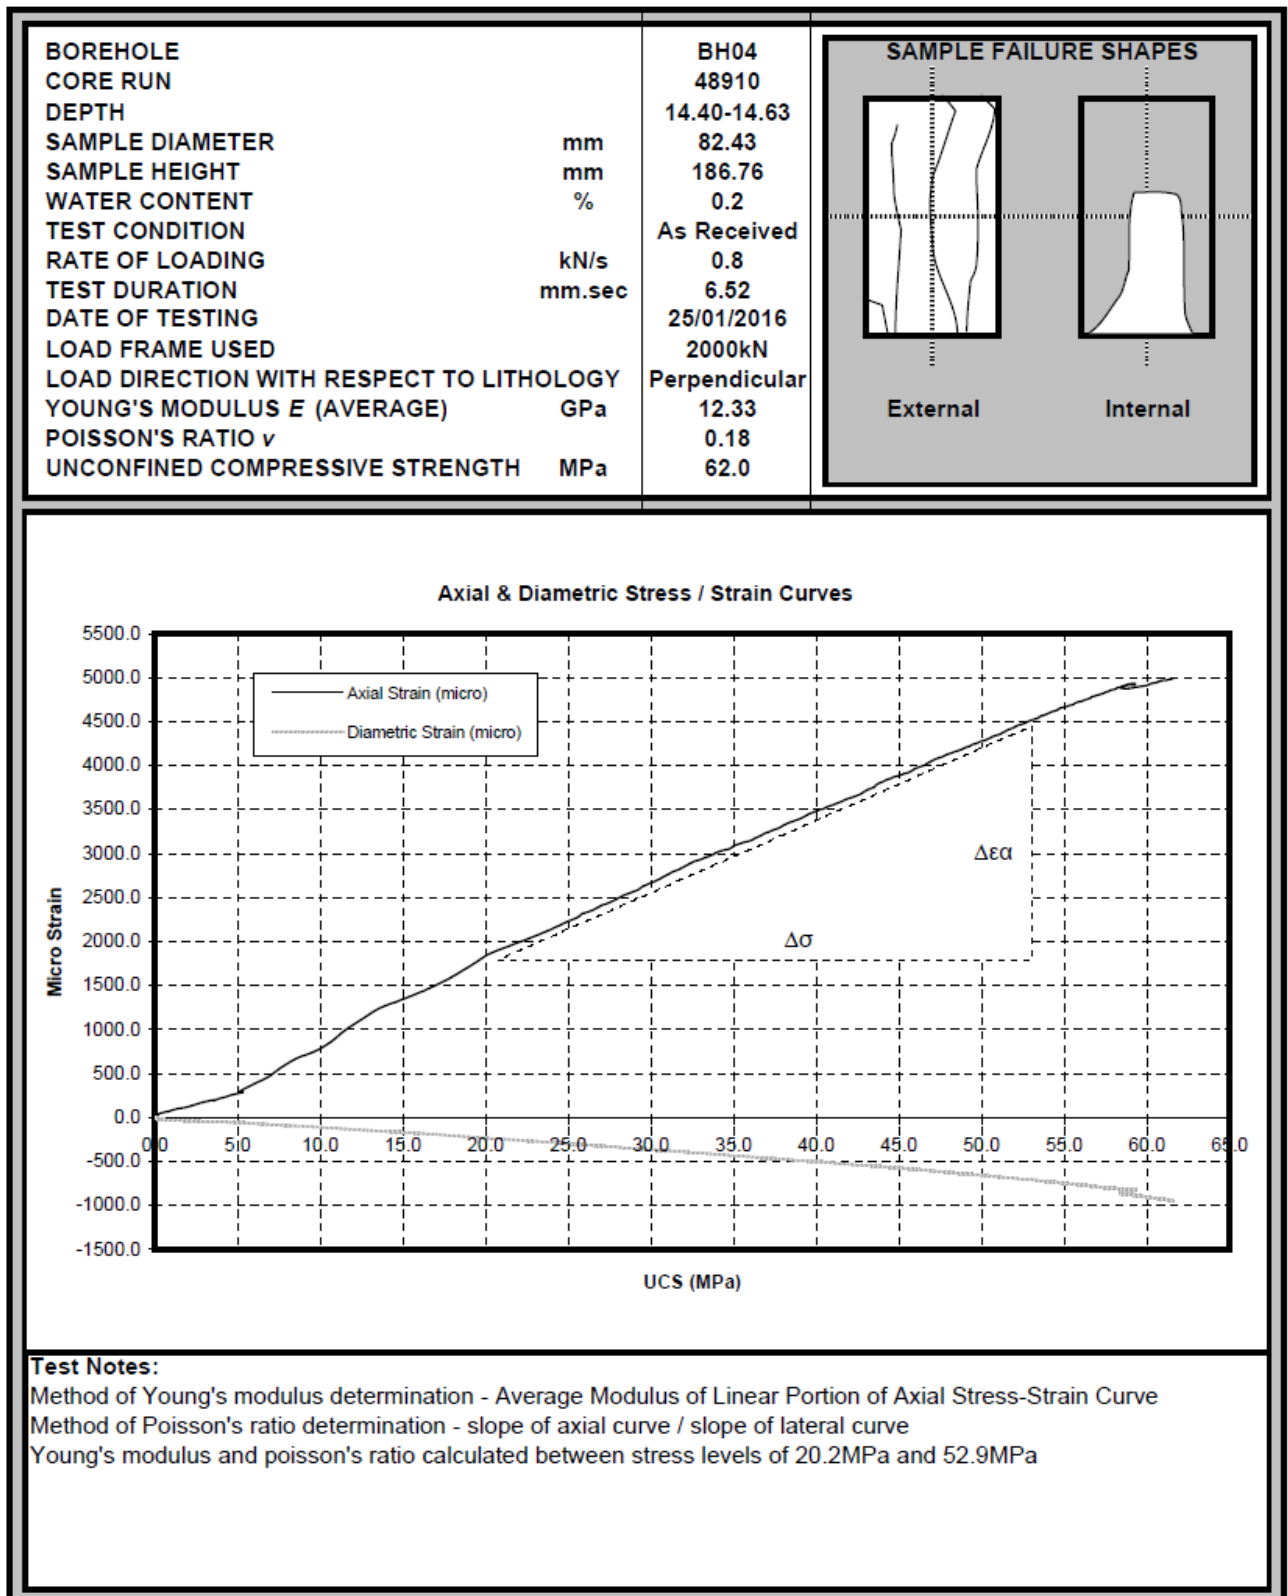 BOREHOLE BH04
CORE RUN 48910
DEPTH 14.40-14.63
SAMPLE DIAMETER mm 82.43
SAMPLE HEIGHT mm 186.76
WATER CONTENT % 0.2
TEST CONDITION As Received
RATE OF LOADING kN/s 0.8
TEST DURATION mm.sec 6.52
DATE OF TESTING 25/01/2016
LOAD FRAME USED 2000kN
LOAD DIRECTION WITH RESPECT TO LITHOLOGY Perpendicular
YOUNG'S MODULUS E (AVERAGE) GPa 12.33
POISSON'S RATIO v 0.18
UNCONFINED COMPRESSIVE STRENGTH MPa 62.0
SAMPLE FAILURE SHAPES
External Internal
Axial & Diametric Stress / Strain Curves
5500.0
5000.0
4500.0
4000.0
3500.0
3000.0
2500.0
2000.0
1500.0
1000.0
500.0
0.0
-500.0
-1000.0
-1500.0
Micro Strain
Axial Strain (micro)
Diametric Strain (micro)
Δεα
Δσ
0.0 5.0 10.0 15.0 20.0 25.0 30.0 35.0 40.0 45.0 50.0 55.0 60.0 65.0
UCS (MPa)
Test Notes:
Method of Young's modulus determination - Average Modulus of Linear Portion of Axial Stress-Strain Curve
Method of Poisson's ratio determination - slope of axial curve / slope of lateral curve
Young's modulus and poisson's ratio calculated between stress levels of 20.2MPa and 52.9MPa